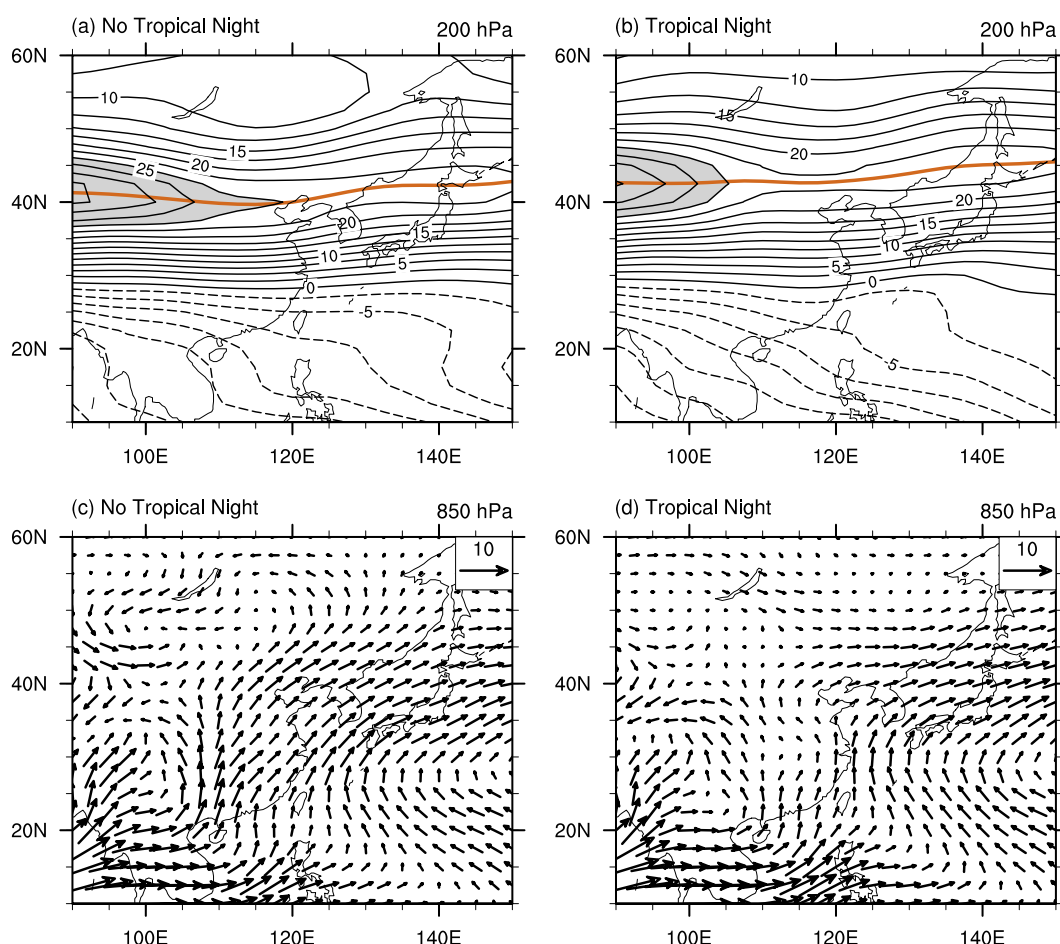 (a) No Tropical Night 200 hPa
60N
10
15
20
25
40N
20
15
10
5
0
-5
20N
100E 120E 140E
(b) Tropical Night 200 hPa
60N
10
15
20
40N
20
15
10
5
0
-5
20N
100E 120E 140E
(c) No Tropical Night 850 hPa
60N
10
40N
20N
100E 120E 140E
(d) Tropical Night 850 hPa
60N
10
40N
20N
100E 120E 140E